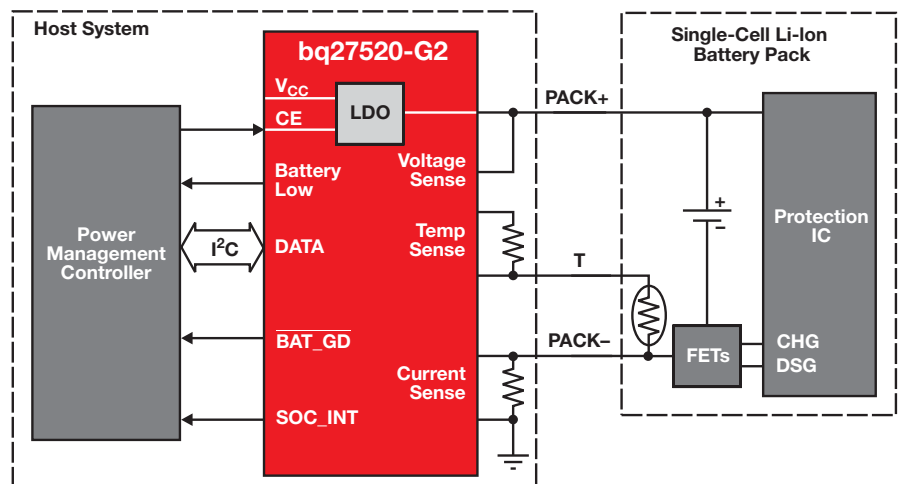 Host System
bq27520-G2
V_CC
LDO
CE
Battery
Low
Voltage
Sense
Power
Management
Controller
I²C
DATA
Temp
Sense
BAT_GD
Current
Sense
SOC_INT
PACK+
T
PACK–
Single-Cell Li-Ion
Battery Pack
+
–
Protection
IC
FETs
CHG
DSG